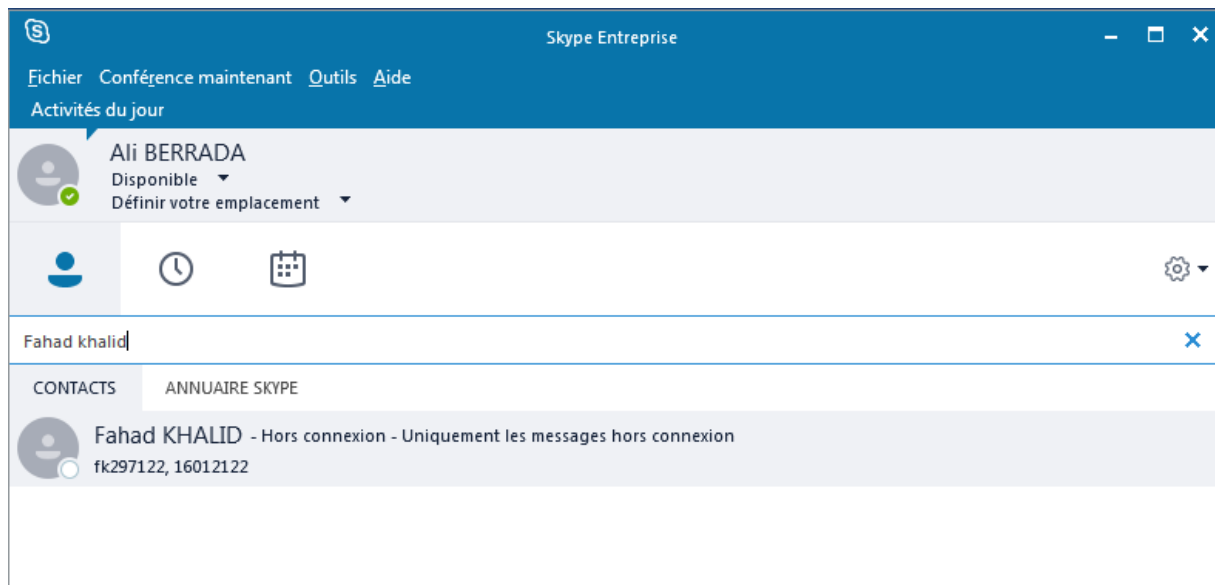 Skype Entreprise
Fichier Conférence maintenant Outils Aide
Activités du jour
Ali BERRADA
Disponible
Définir votre emplacement
Fahad khalid
CONTACTS ANNUAIRE SKYPE
Fahad KHALID - Hors connexion - Uniquement les messages hors connexion
fk297122, 16012122